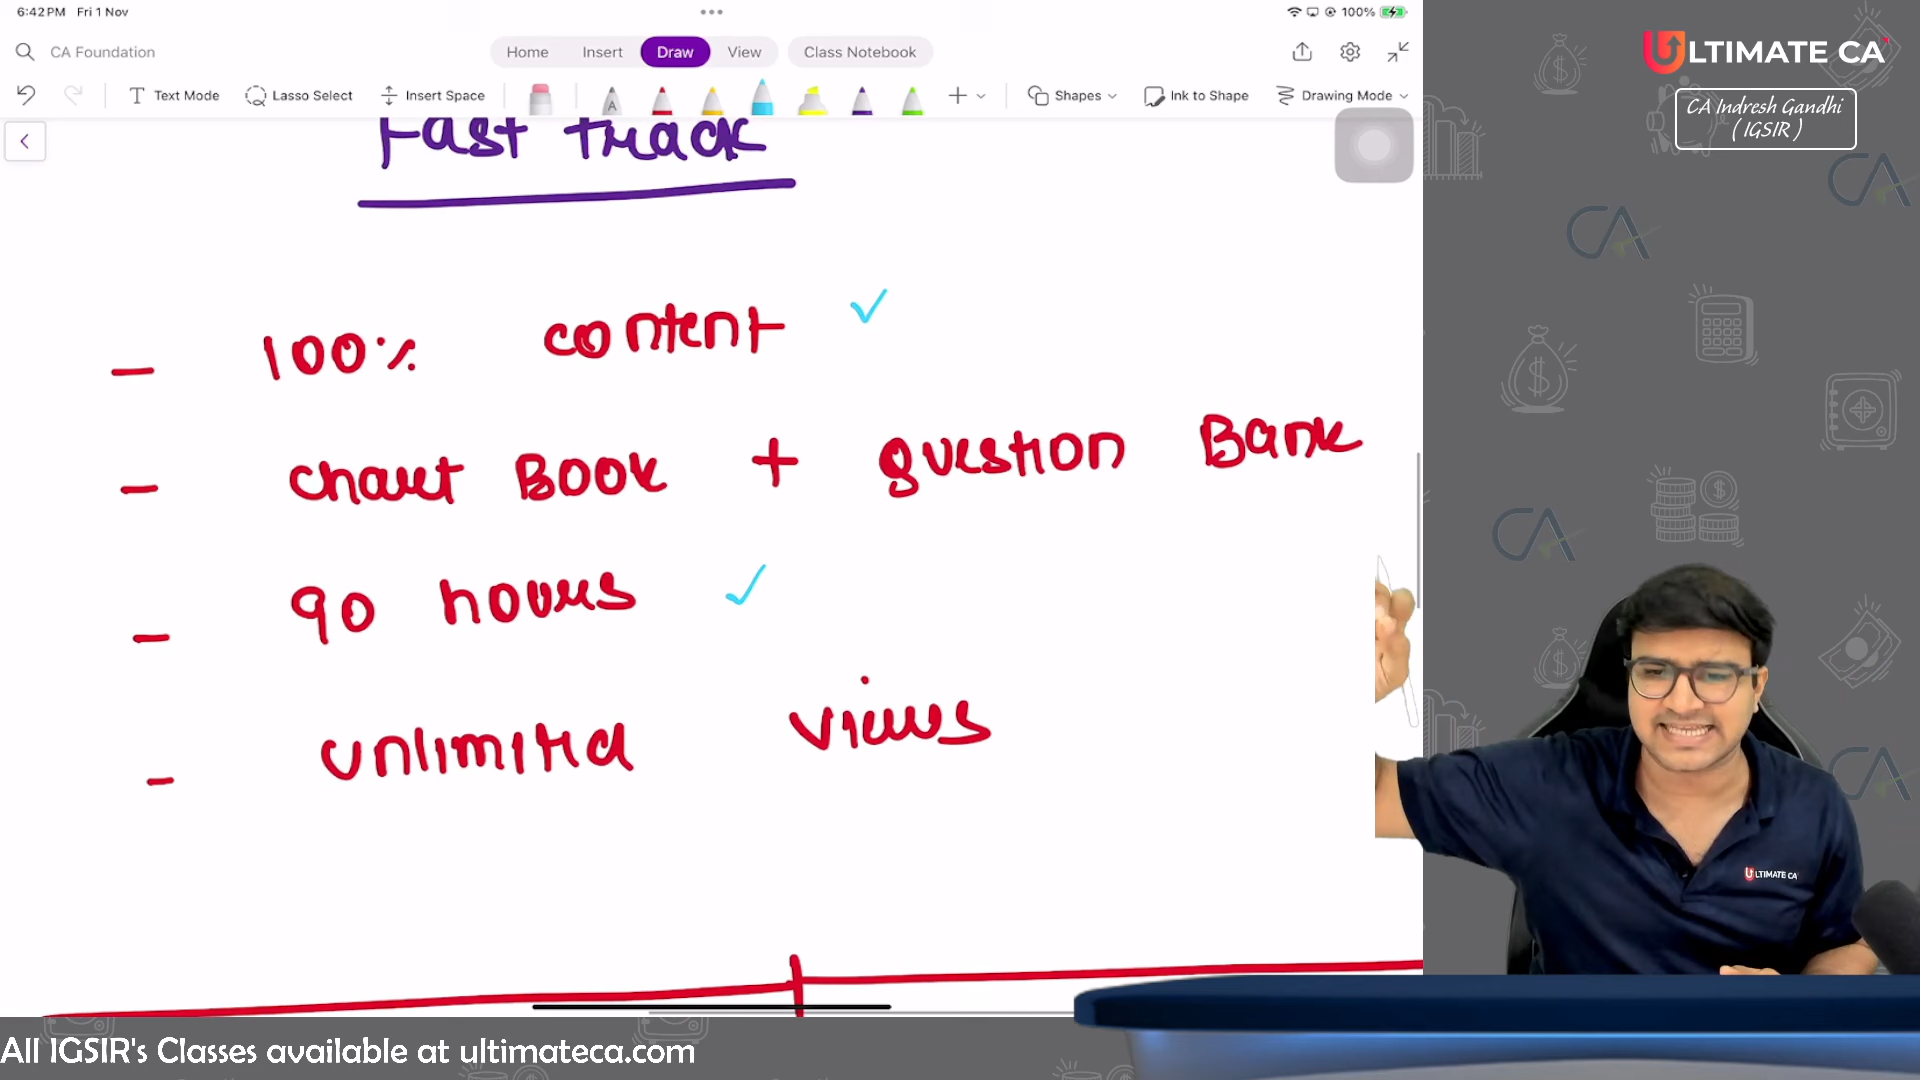 6:42 PM Fri 1 Nov
100%
CA Foundation
Home Insert Draw View Class Notebook
Text Mode Lasso Select Insert Space A Shapes Ink to Shape Drawing Mode
ULTIMATE CA
CA Indresh Gandhi
(IGSIR)
Fast Track
- 100% content ✓
- chart Book + question Bank
- 90 hours ✓
- unlimited views
ULTIMATE CA
All IGSIR's Classes available at ultimateca.com